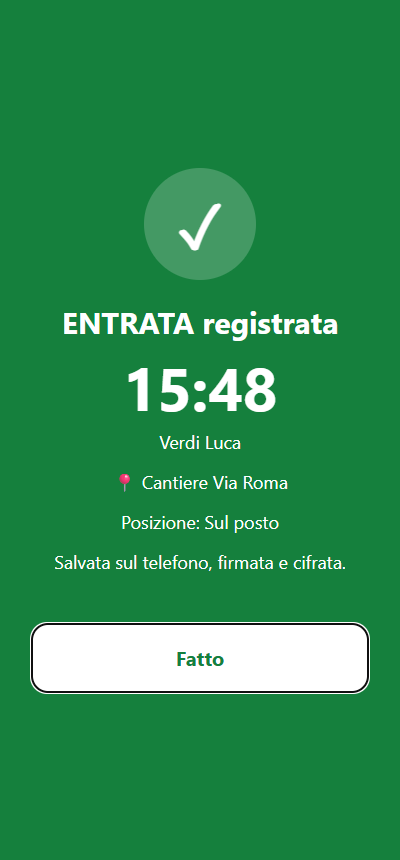 ENTRATA registrata
15:48
Verdi Luca
📍 Cantiere Via Roma
Posizione: Sul posto
Salvata sul telefono, firmata e cifrata.
Fatto